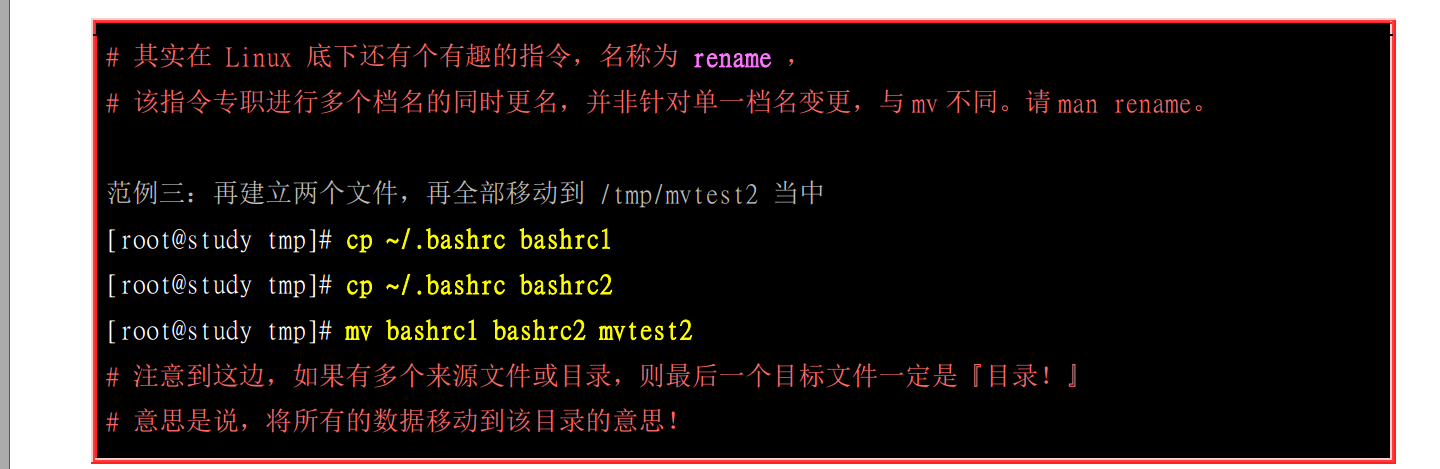 # 其实在 Linux 底下还有个有趣的指令，名称为 rename ，
# 该指令专职进行多个档名的同时更名，并非针对单一档名变更，与 mv 不同。请 man rename。
范例三：再建立两个文件，再全部移动到 /tmp/mvtest2 当中
[root@study tmp]# cp ~/.bashrc bashrc1
[root@study tmp]# cp ~/.bashrc bashrc2
[root@study tmp]# mv bashrc1 bashrc2 mvtest2
# 注意到这边，如果有多个来源文件或目录，则最后一个目标文件一定是『目录！』
# 意思是说，将所有的数据移动到该目录的意思！